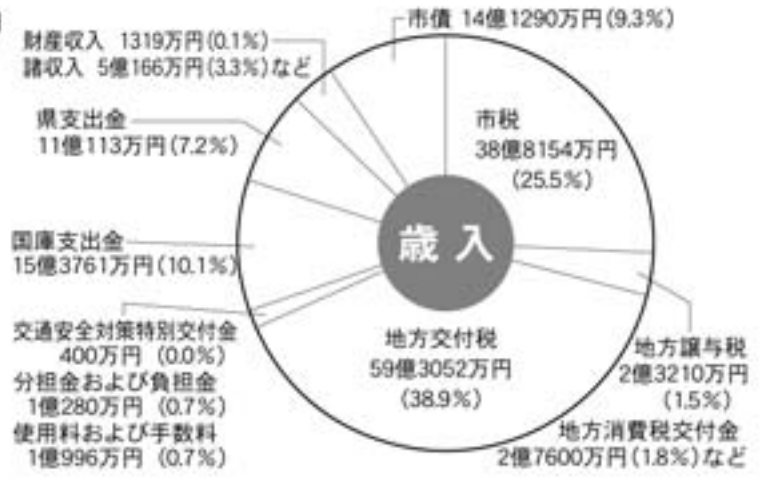 市債 14億1290万円(9.3%)
財産収入 1319万円(0.1%)
諸収入 5億166万円(3.3%)など
県支出金
11億113万円(7.2%)
市税
38億8154万円
(25.5%)
歳入
国庫支出金
15億3761万円(10.1%)
交通安全対策特別交付金
400万円 (0.0%)
分担金および負担金
1億280万円 (0.7%)
使用料および手数料
1億996万円 (0.7%)
地方交付税
59億3052万円
(38.9%)
地方譲与税
2億3210万円
(1.5%)
地方消費税交付金
2億7600万円(1.8%)など